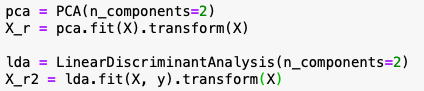 pca = PCA(n_components=2)
X_r = pca.fit(X).transform(X)
lda = LinearDiscriminantAnalysis(n_components=2)
X_r2 = lda.fit(X, y).transform(X)